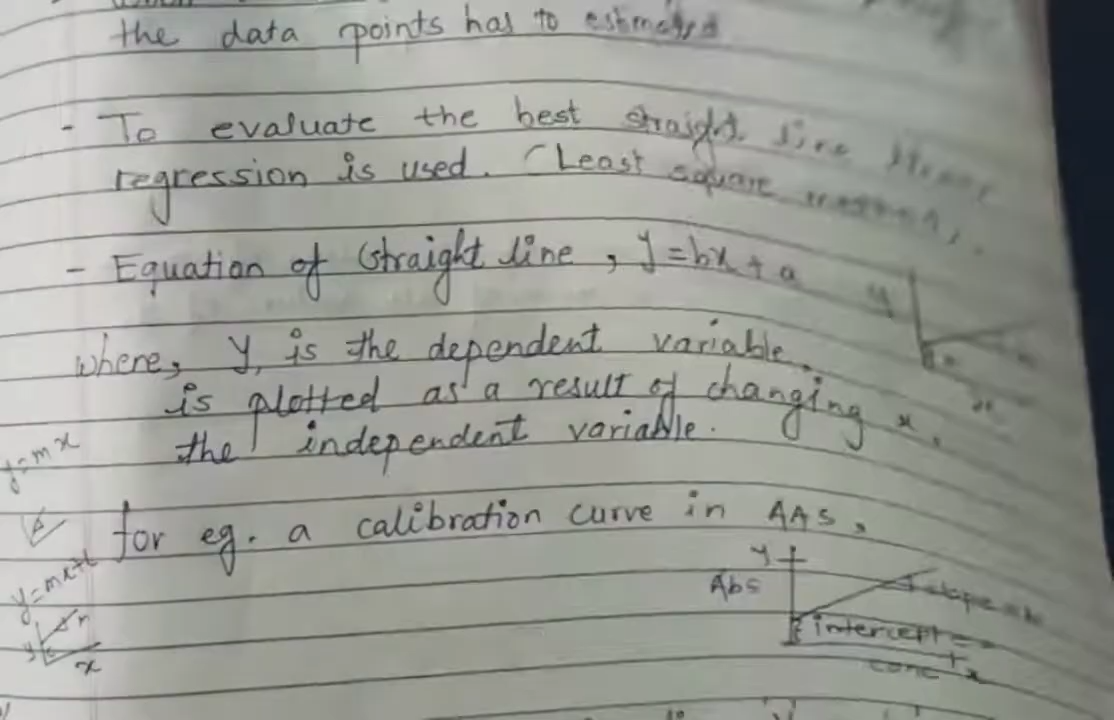 the data points has to
- To evaluate the best straight line
regression is used. (Least square
- Equation of straight line, y = bx + a
y
x
where, y, is the dependent variable.
is plotted as a result of changing x,
the independent variable.
y=mx
for eg. a calibration curve in AAS,
y=mx+c
y
x
y
Abs
slope = b
intercept =
conc x